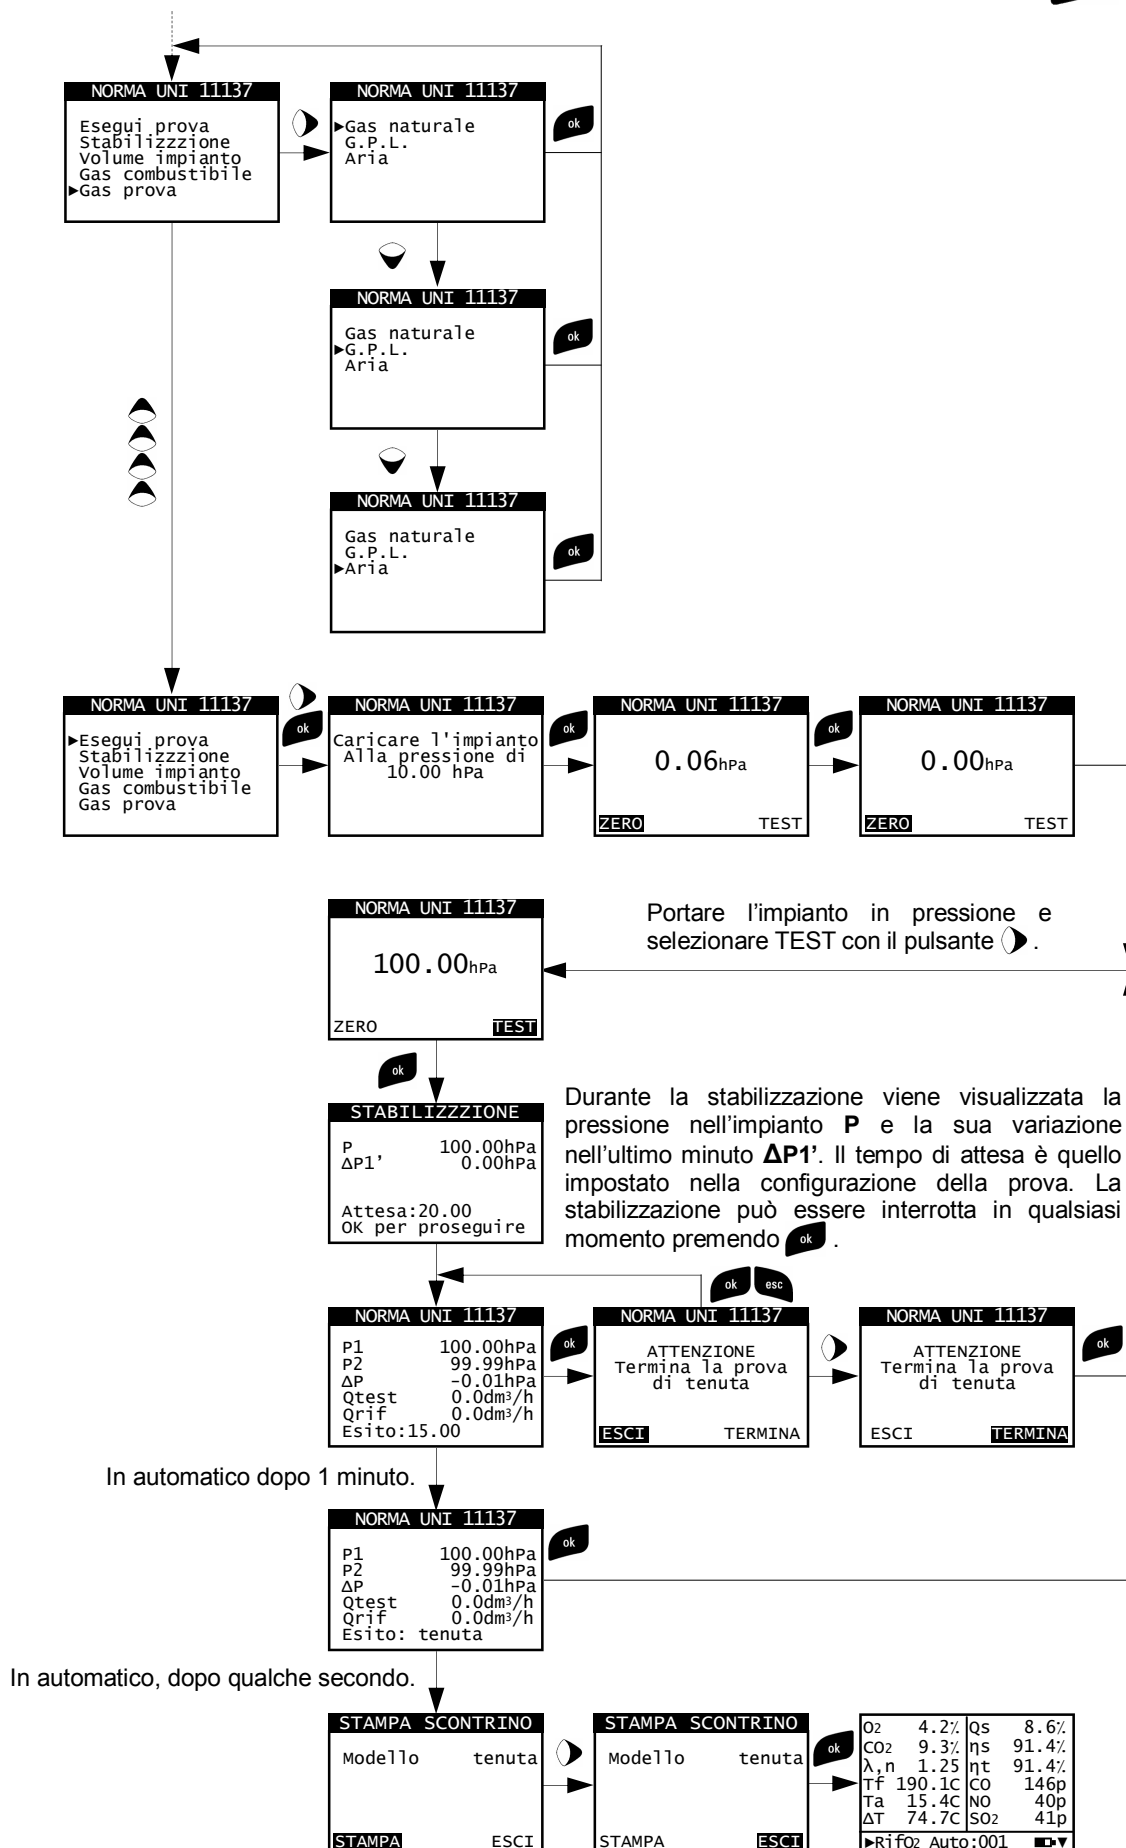 NORMA UNI 11137
Esegui prova
Stabilizzzione
Volume impianto
Gas combustibile
►Gas prova
NORMA UNI 11137
►Gas naturale
G.P.L.
Aria
ok
NORMA UNI 11137
Gas naturale
►G.P.L.
Aria
ok
NORMA UNI 11137
Gas naturale
G.P.L.
►Aria
ok
NORMA UNI 11137
►Esegui prova
Stabilizzzione
Volume impianto
Gas combustibile
Gas prova
ok
NORMA UNI 11137
Caricare l'impianto
Alla pressione di
10.00 hPa
ok
NORMA UNI 11137
0.06hPa
ZERO TEST
ok
NORMA UNI 11137
0.00hPa
ZERO TEST
Portare l'impianto in pressione e
selezionare TEST con il pulsante .
NORMA UNI 11137
100.00hPa
ZERO TEST
ok
STABILIZZZIONE
P 100.00hPa
ΔP1' 0.00hPa
Attesa:20.00
OK per proseguire
Durante la stabilizzazione viene visualizzata la
pressione nell'impianto P e la sua variazione
nell'ultimo minuto ΔP1'. Il tempo di attesa è quello
impostato nella configurazione della prova. La
stabilizzazione può essere interrotta in qualsiasi
momento premendo ok .
NORMA UNI 11137
P1 100.00hPa
P2 99.99hPa
ΔP -0.01hPa
Qtest 0.0dm³/h
Qrif 0.0dm³/h
Esito:15.00
ok
ok esc
NORMA UNI 11137
ATTENZIONE
Termina la prova
di tenuta
ESCI TERMINA
NORMA UNI 11137
ATTENZIONE
Termina la prova
di tenuta
ESCI TERMINA
ok
In automatico dopo 1 minuto.
NORMA UNI 11137
P1 100.00hPa
P2 99.99hPa
ΔP -0.01hPa
Qtest 0.0dm³/h
Qrif 0.0dm³/h
Esito: tenuta
ok
In automatico, dopo qualche secondo.
STAMPA SCONTRINO
Modello tenuta
STAMPA ESCI
STAMPA SCONTRINO
Modello tenuta
STAMPA ESCI
ok
O2 4.2% Qs 8.6%
CO2 9.3% ηs 91.4%
λ,n 1.25 ηt 91.4%
Tf 190.1C CO 146p
Ta 15.4C NO 40p
ΔT 74.7C SO2 41p
►RifO2 Auto:001